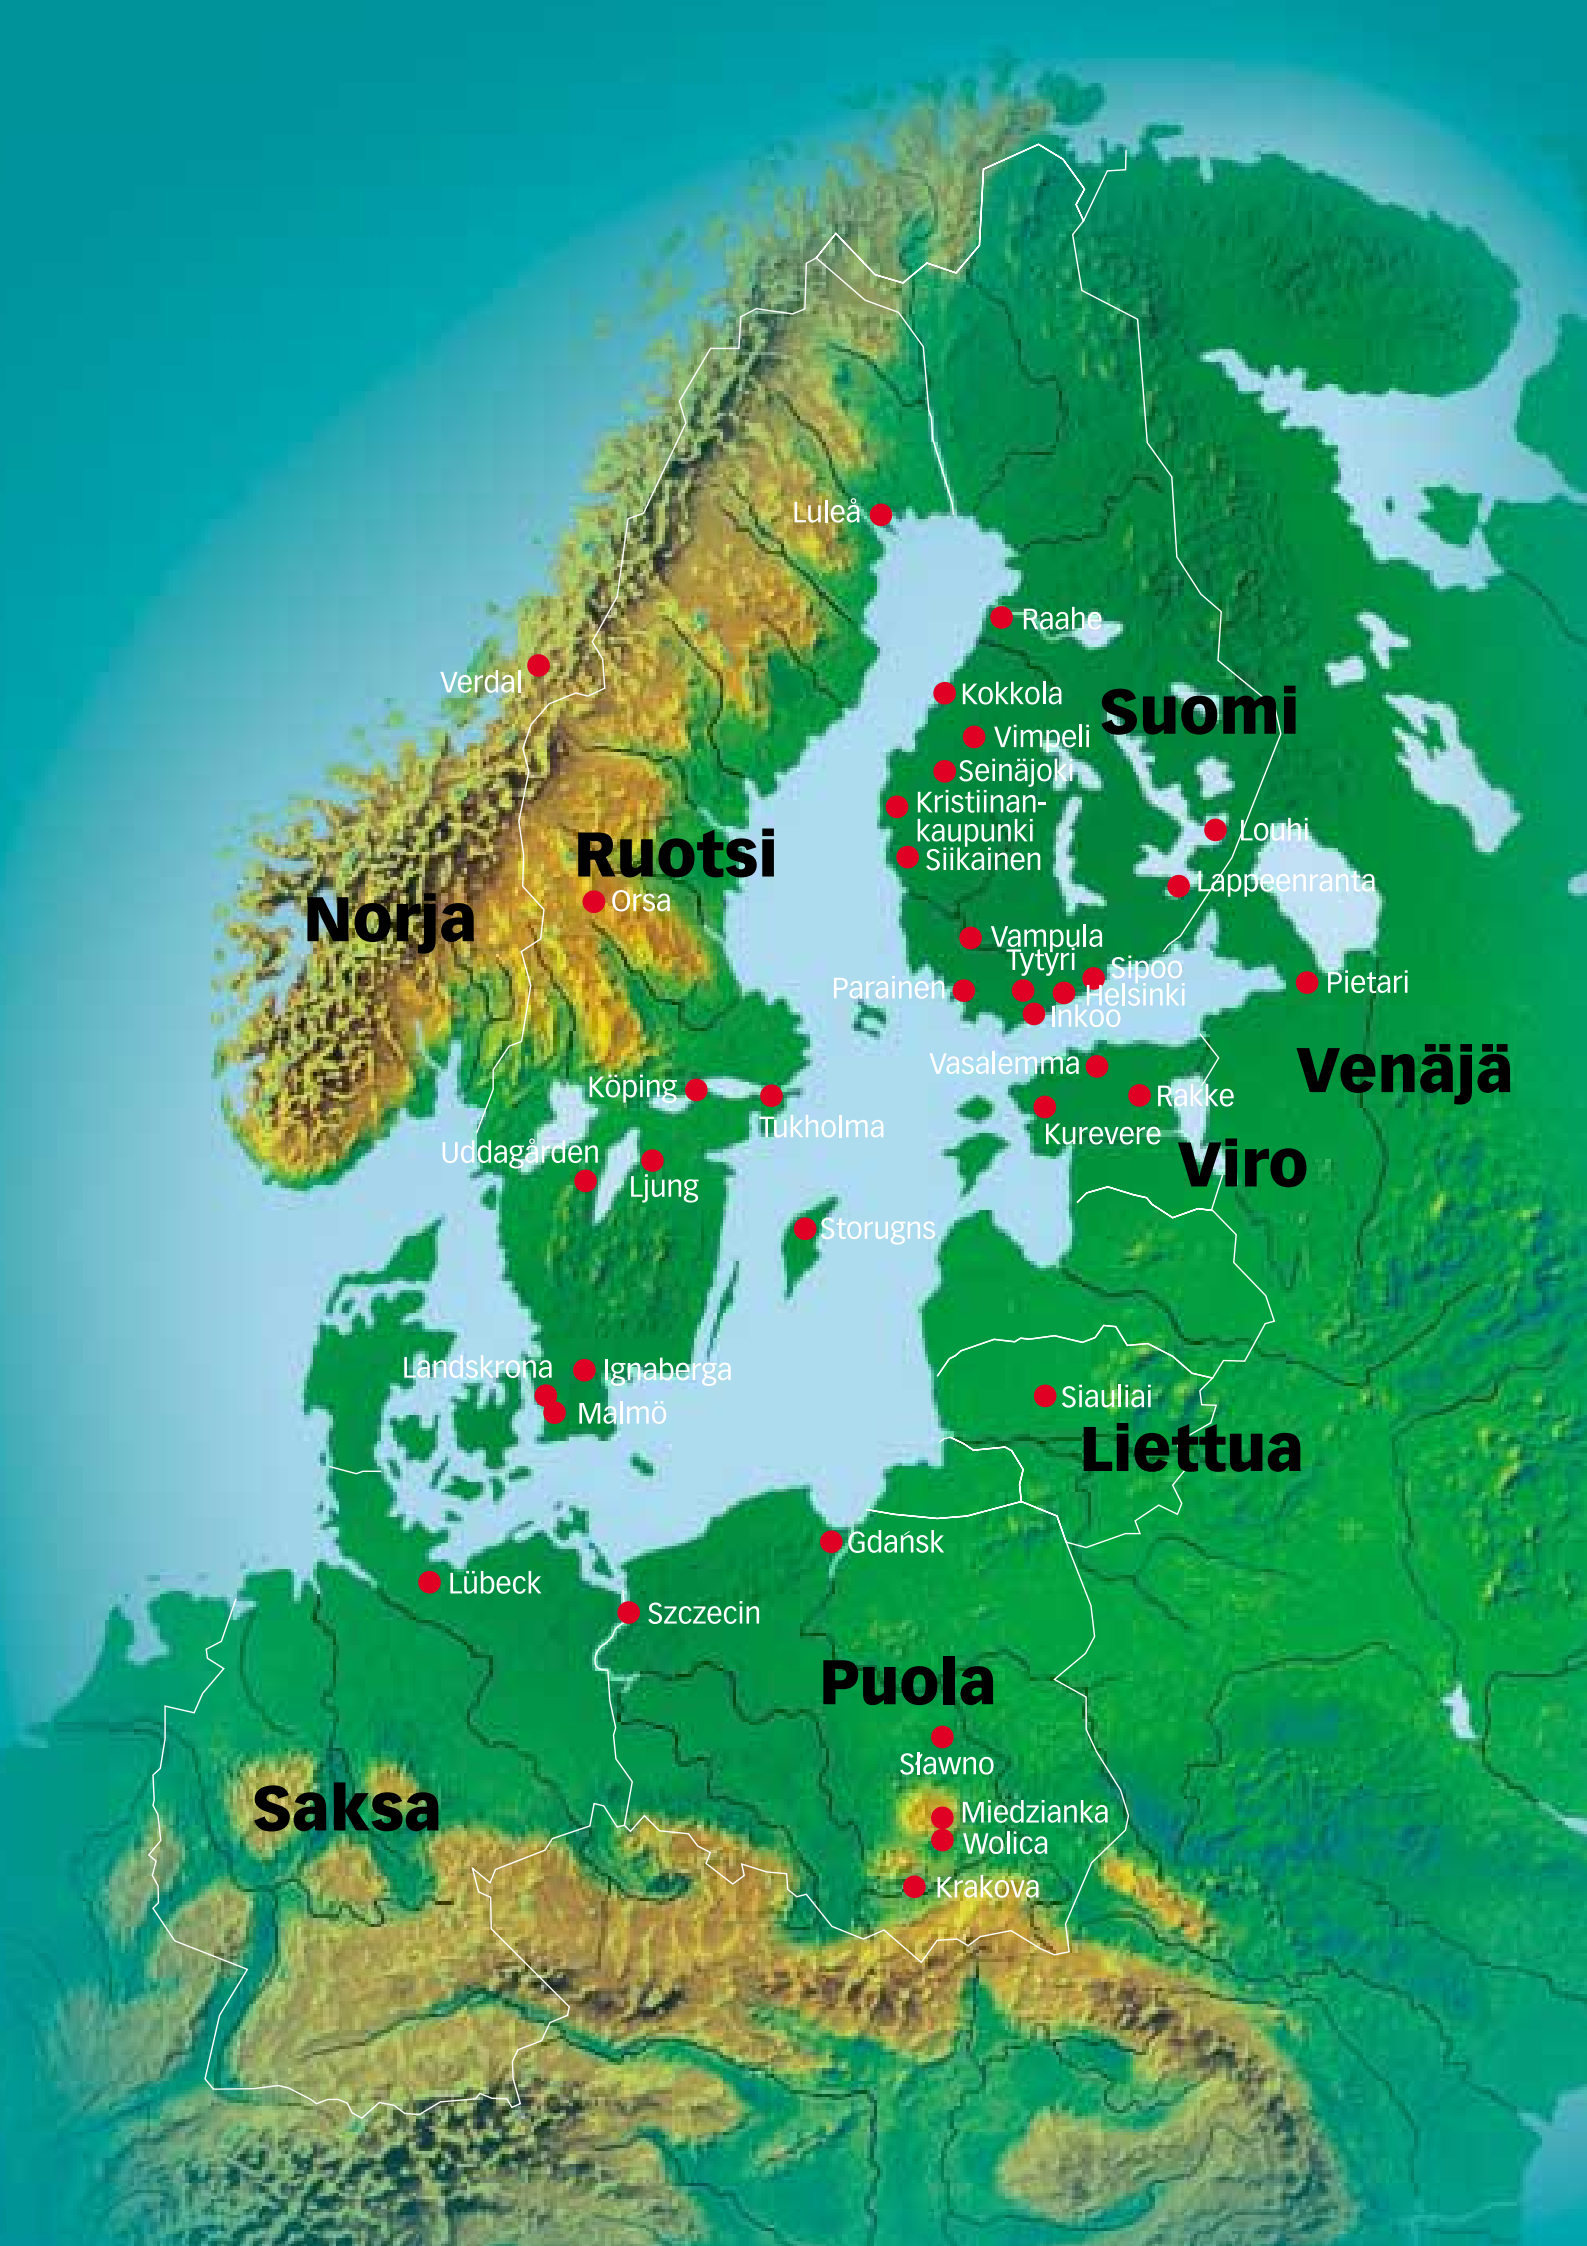 Luleå
Raahe
Verdal
Kokkola
Suomi
Vimpeli
Seinäjoki
Kristiinan-
kaupunki
Louhi
Ruotsi
Siikainen
Lappeenranta
Orsa
Norja
Vampula
Tytyri
Sipoo
Parainen
Helsinki
Pietari
Inkoo
Vasalemma
Venäjä
Köping
Rakke
Tukholma
Kurevere
Uddagården
Viro
Ljung
Storugns
Landskrona
Ignaberga
Siauliai
Malmö
Liettua
Gdańsk
Lübeck
Szczecin
Puola
Sławno
Saksa
Miedzianka
Wolica
Krakova